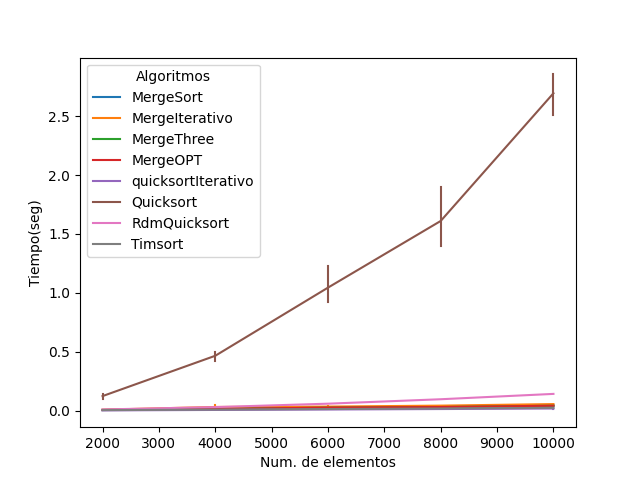 Algoritmos
MergeSort
MergeIterativo
MergeThree
MergeOPT
quicksortIterativo
Quicksort
RdmQuicksort
Timsort
Tiempo(seg)
2.5
2.0
1.5
1.0
0.5
0.0
2000 3000 4000 5000 6000 7000 8000 9000 10000
Num. de elementos